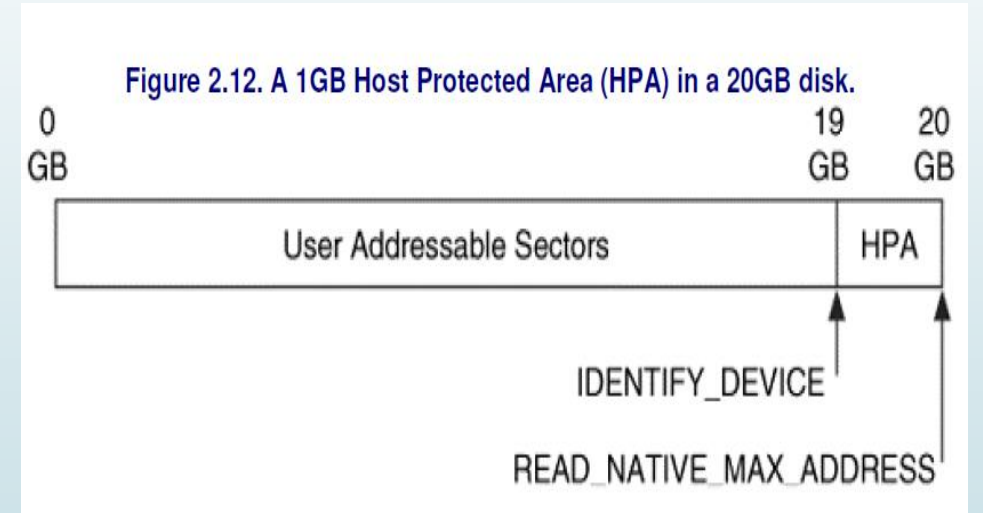 Figure 2.12. A 1GB Host Protected Area (HPA) in a 20GB disk.
0 19 20
GB GB GB
User Addressable Sectors HPA
IDENTIFY_DEVICE
READ_NATIVE_MAX_ADDRESS